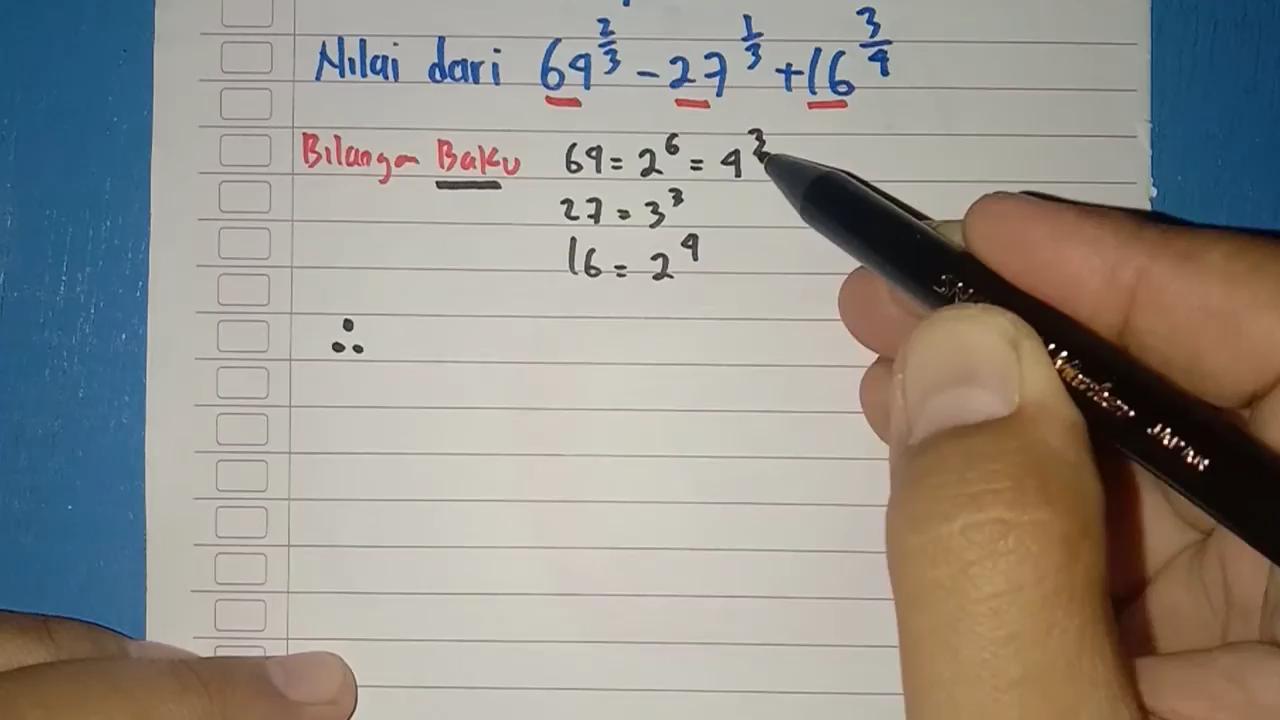 Nilai dari 64^{2/3} - 27^{1/3} + 16^{3/4}
Bilangan Baku 64 = 2^6 = 4^3
27 = 3^3
16 = 2^4
∴
JAPAN